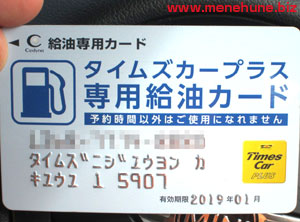 www.menehune.biz
C
Conform
給油専用カード
タイムズカープラス
専用給油カード
予約時間以外はご使用になれません
タイムズ゛ニシ゛ユウヨン カ
キユウユ 1 5907
Times
Car
PLUS
有効期限 2019年01月